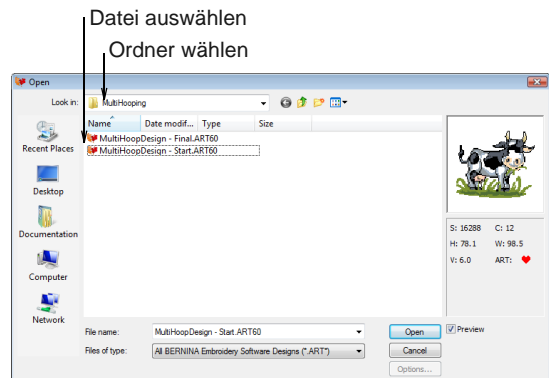 Datei auswählen
Ordner wählen
Open
Look in: MultiHooping
Name Date modif... Type Size
MultiHoopDesign - Final.ART60
MultiHoopDesign - Start.ART60
Recent Places
Desktop
Documentation
Computer
Network
S: 16288 C: 12
H: 78.1 W: 98.5
V: 6.0 ART:
File name: MultiHoopDesign - Start.ART60 Open Preview
Files of type: All BERNINA Embroidery Software Designs (*.ART*) Cancel
Options...